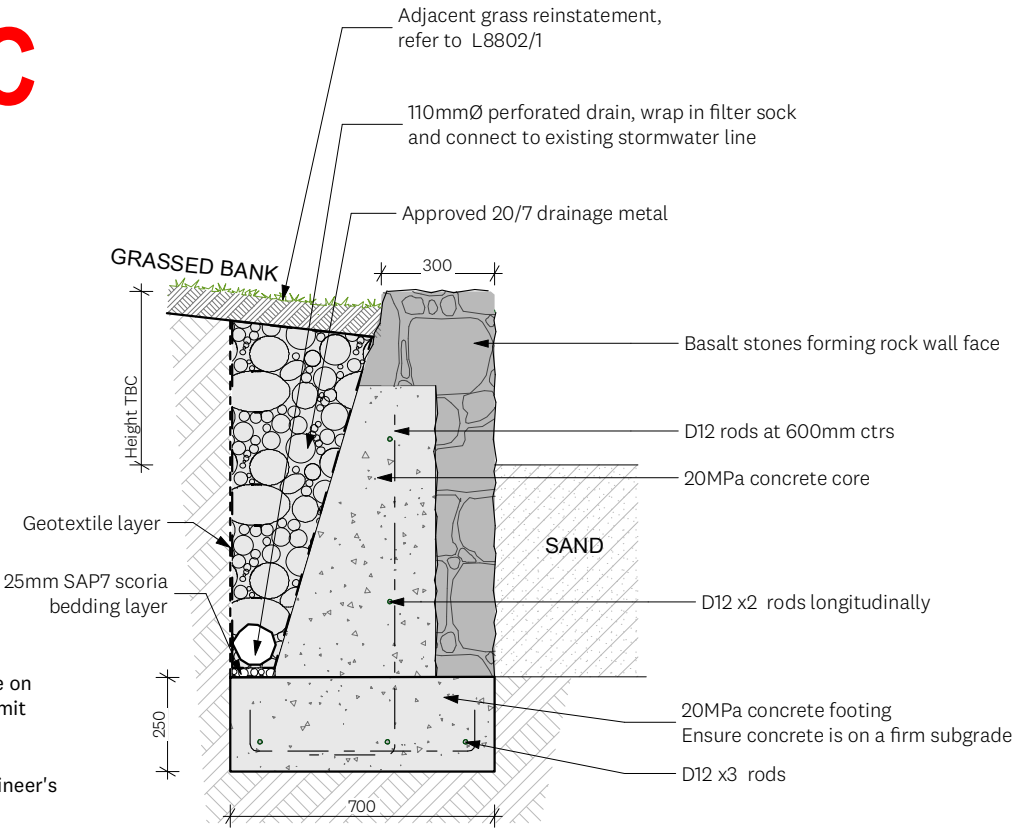 C
Adjacent grass reinstatement,
refer to L8802/1
110mmØ perforated drain, wrap in filter sock
and connect to existing stormwater line
Approved 20/7 drainage metal
GRASSED BANK
300
Basalt stones forming rock wall face
Height TBC
D12 rods at 600mm ctrs
20MPa concrete core
Geotextile layer
SAND
25mm SAP7 scoria
bedding layer
D12 x2 rods longitudinally
e on
mit
250
20MPa concrete footing
Ensure concrete is on a firm subgrade
ineer's
D12 x3 rods
700